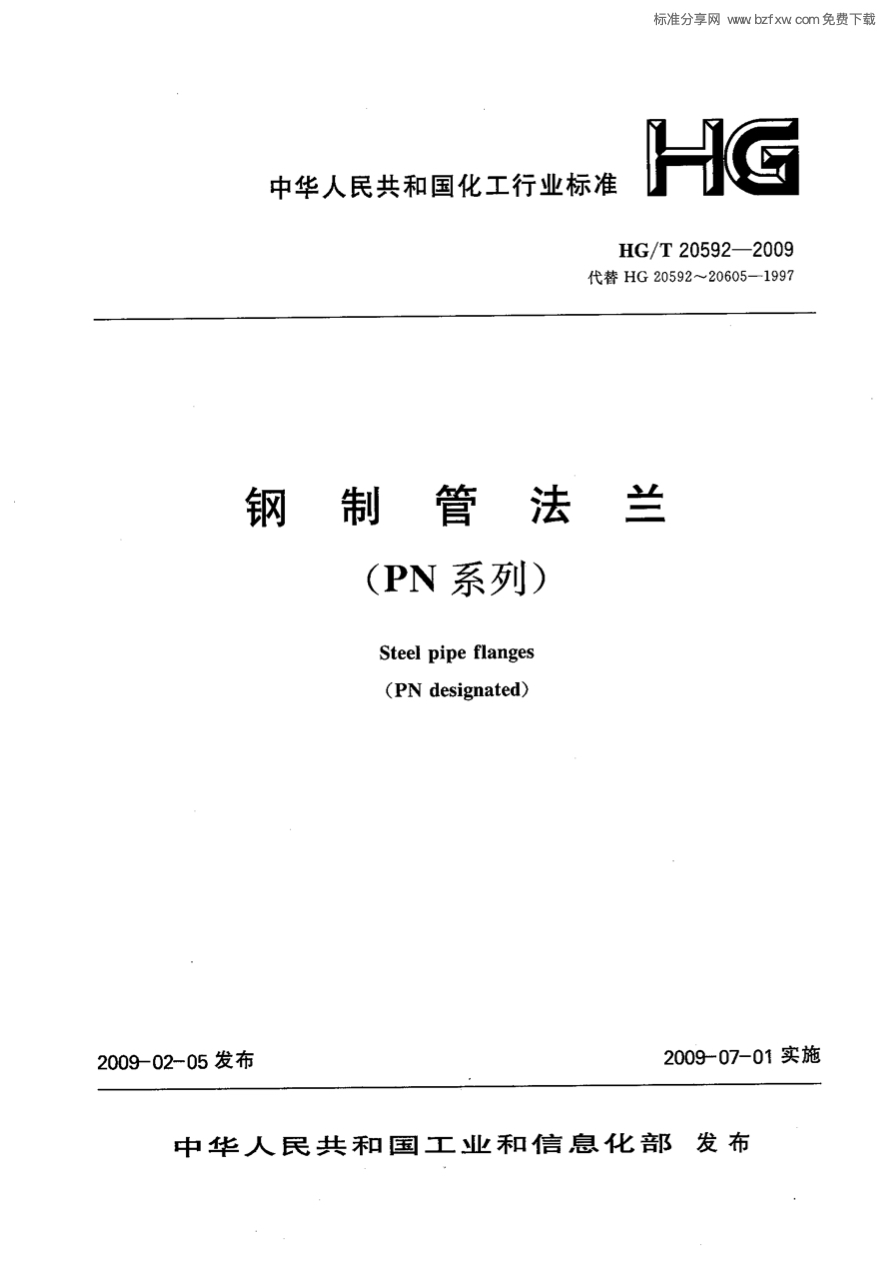 标准分享网 www.bzfxw.com 免费下载
HG
中华人民共和国化工行业标准
HG/T 20592—2009
代替 HG 20592~20605—1997
钢制管法兰
（PN 系列）
Steel pipe flanges
（PN designated）
2009-02-05 发布
2009-07-01 实施
中华人民共和国工业和信息化部 发布